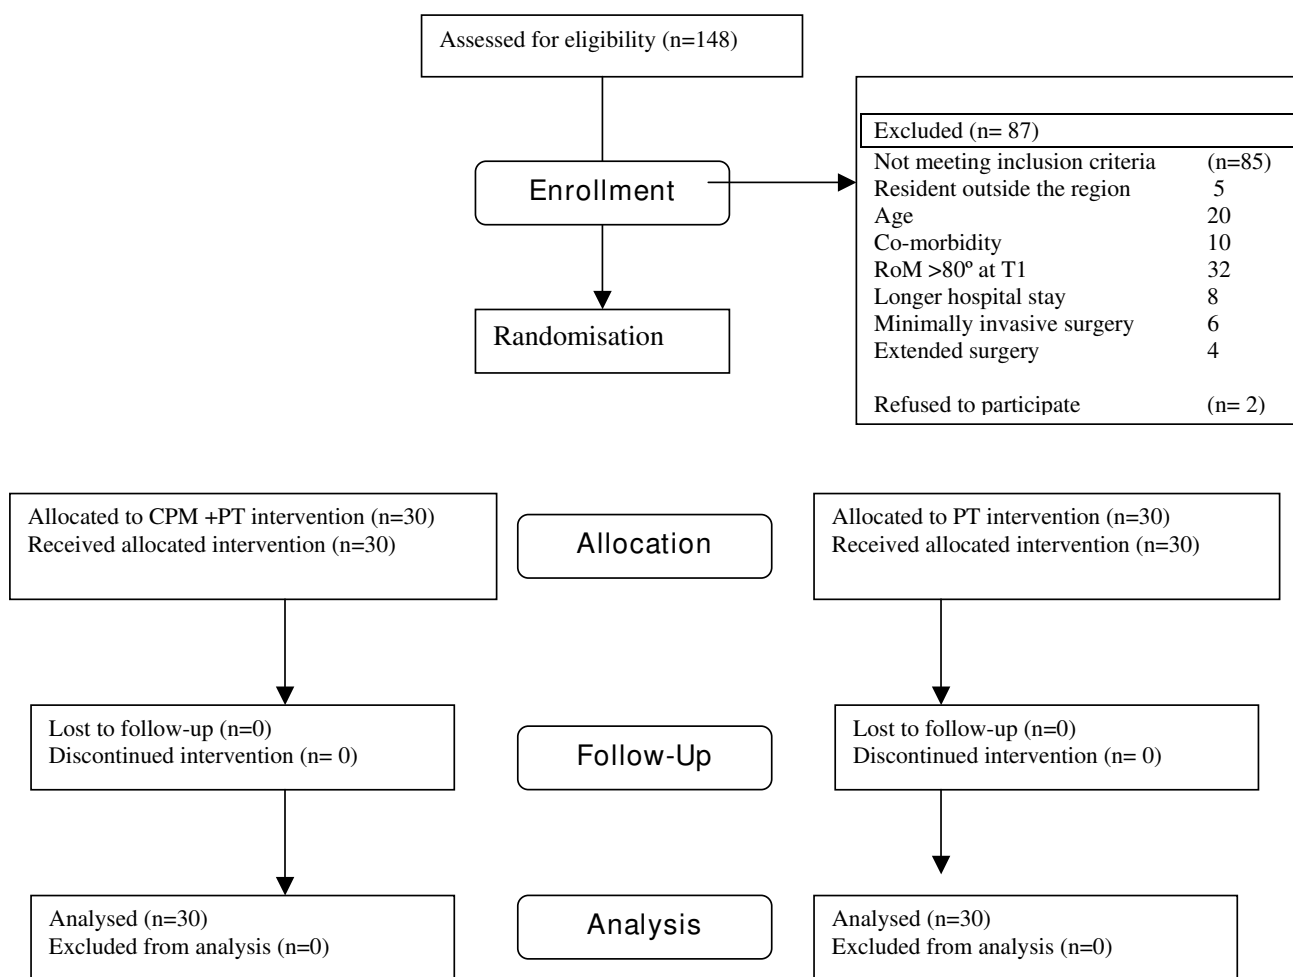 Assessed for eligibility (n=148)
Excluded (n= 87)
Not meeting inclusion criteria (n=85)
Resident outside the region 5
Age 20
Co-morbidity 10
RoM >80º at T1 32
Longer hospital stay 8
Minimally invasive surgery 6
Extended surgery 4
Refused to participate (n= 2)
Enrollment
Randomisation
Allocated to CPM +PT intervention (n=30)
Received allocated intervention (n=30)
Allocation
Allocated to PT intervention (n=30)
Received allocated intervention (n=30)
Lost to follow-up (n=0)
Discontinued intervention (n= 0)
Follow-Up
Lost to follow-up (n=0)
Discontinued intervention (n= 0)
Analysed (n=30)
Excluded from analysis (n=0)
Analysis
Analysed (n=30)
Excluded from analysis (n=0)